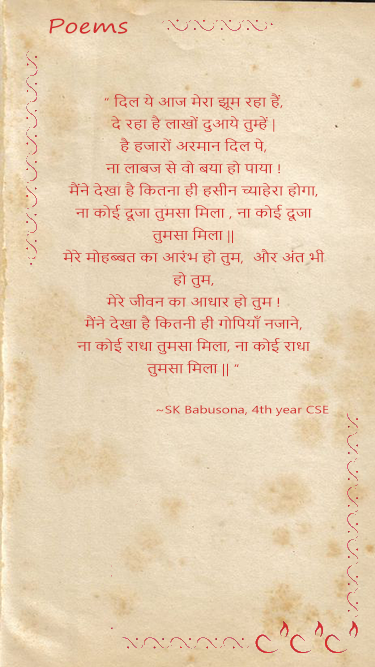 Poems
“ दिल ये आज मेरा झूम रहा हैं,
दे रहा है लाखों दुआये तुम्हें |
है हजारों अरमान दिल पे,
ना लाबज से वो बया हो पाया !
मैंने देखा है कितना ही हसीन च्याहेरा होगा,
ना कोई दूजा तुमसा मिला , ना कोई दूजा
तुमसा मिला ||
मेरे मोहब्बत का आरंभ हो तुम, और अंत भी
हो तुम,
मेरे जीवन का आधार हो तुम !
मैंने देखा है कितनी ही गोपियाँ नजाने,
ना कोई राधा तुमसा मिला, ना कोई राधा
तुमसा मिला || “
~SK Babusona, 4th year CSE